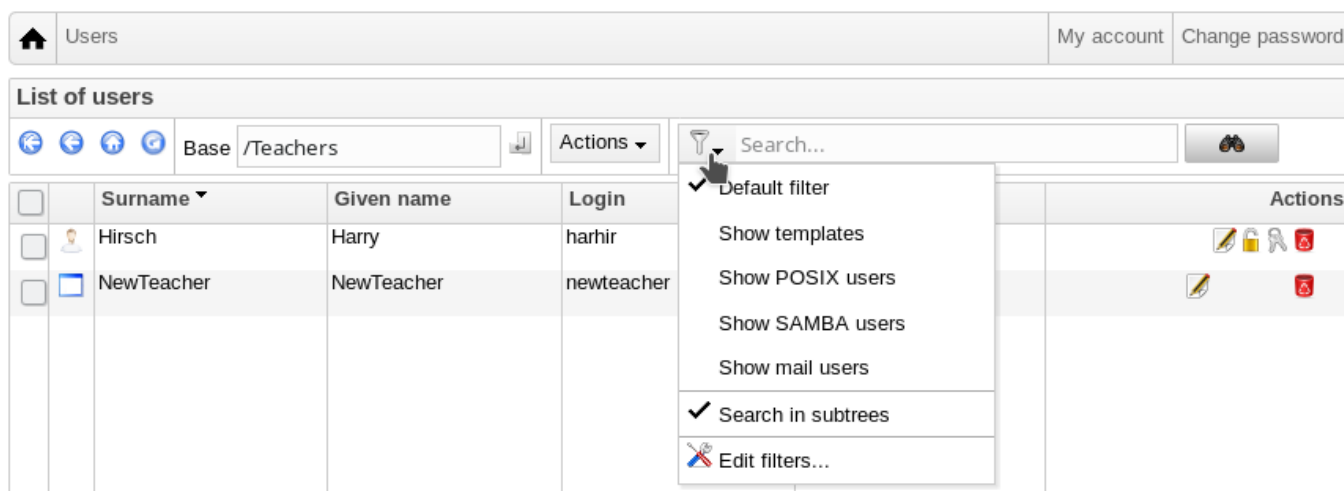 Users My account Change password
List of users
Base /Teachers Actions Search...
Surname Given name Login Actions
Hirsch Harry harhir
NewTeacher NewTeacher newteacher
Default filter
Show templates
Show POSIX users
Show SAMBA users
Show mail users
Search in subtrees
Edit filters...